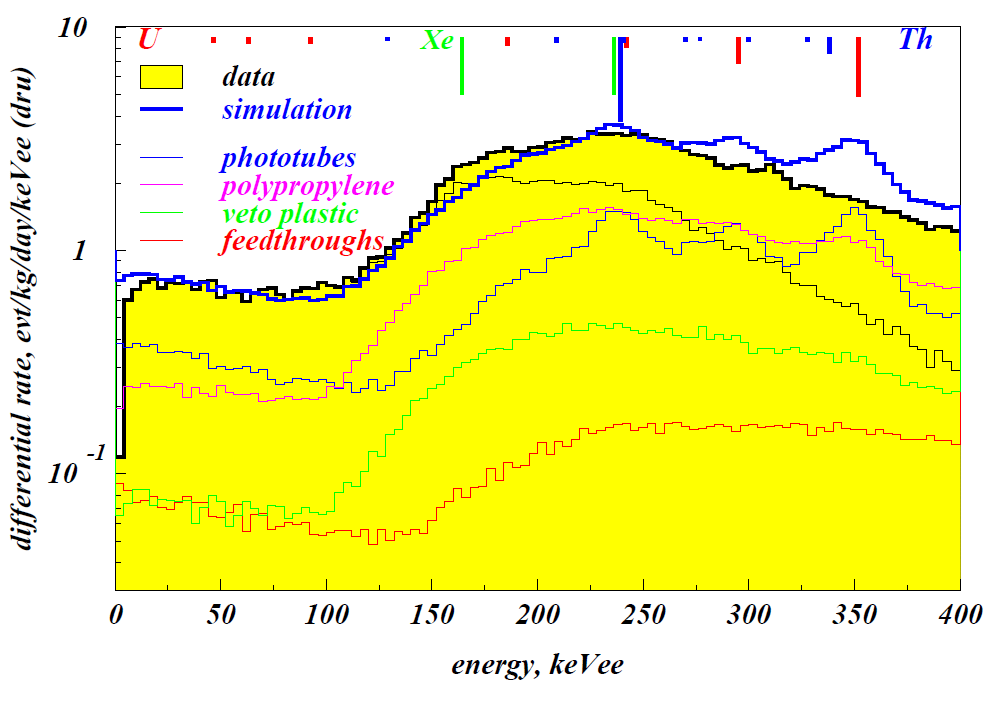 10
U Xe Th
data
simulation
phototubes
polypropylene
veto plastic
feedthroughs
1
10 -1
differential rate, evt/kg/day/keVee (dru)
0 50 100 150 200 250 300 350 400
energy, keVee